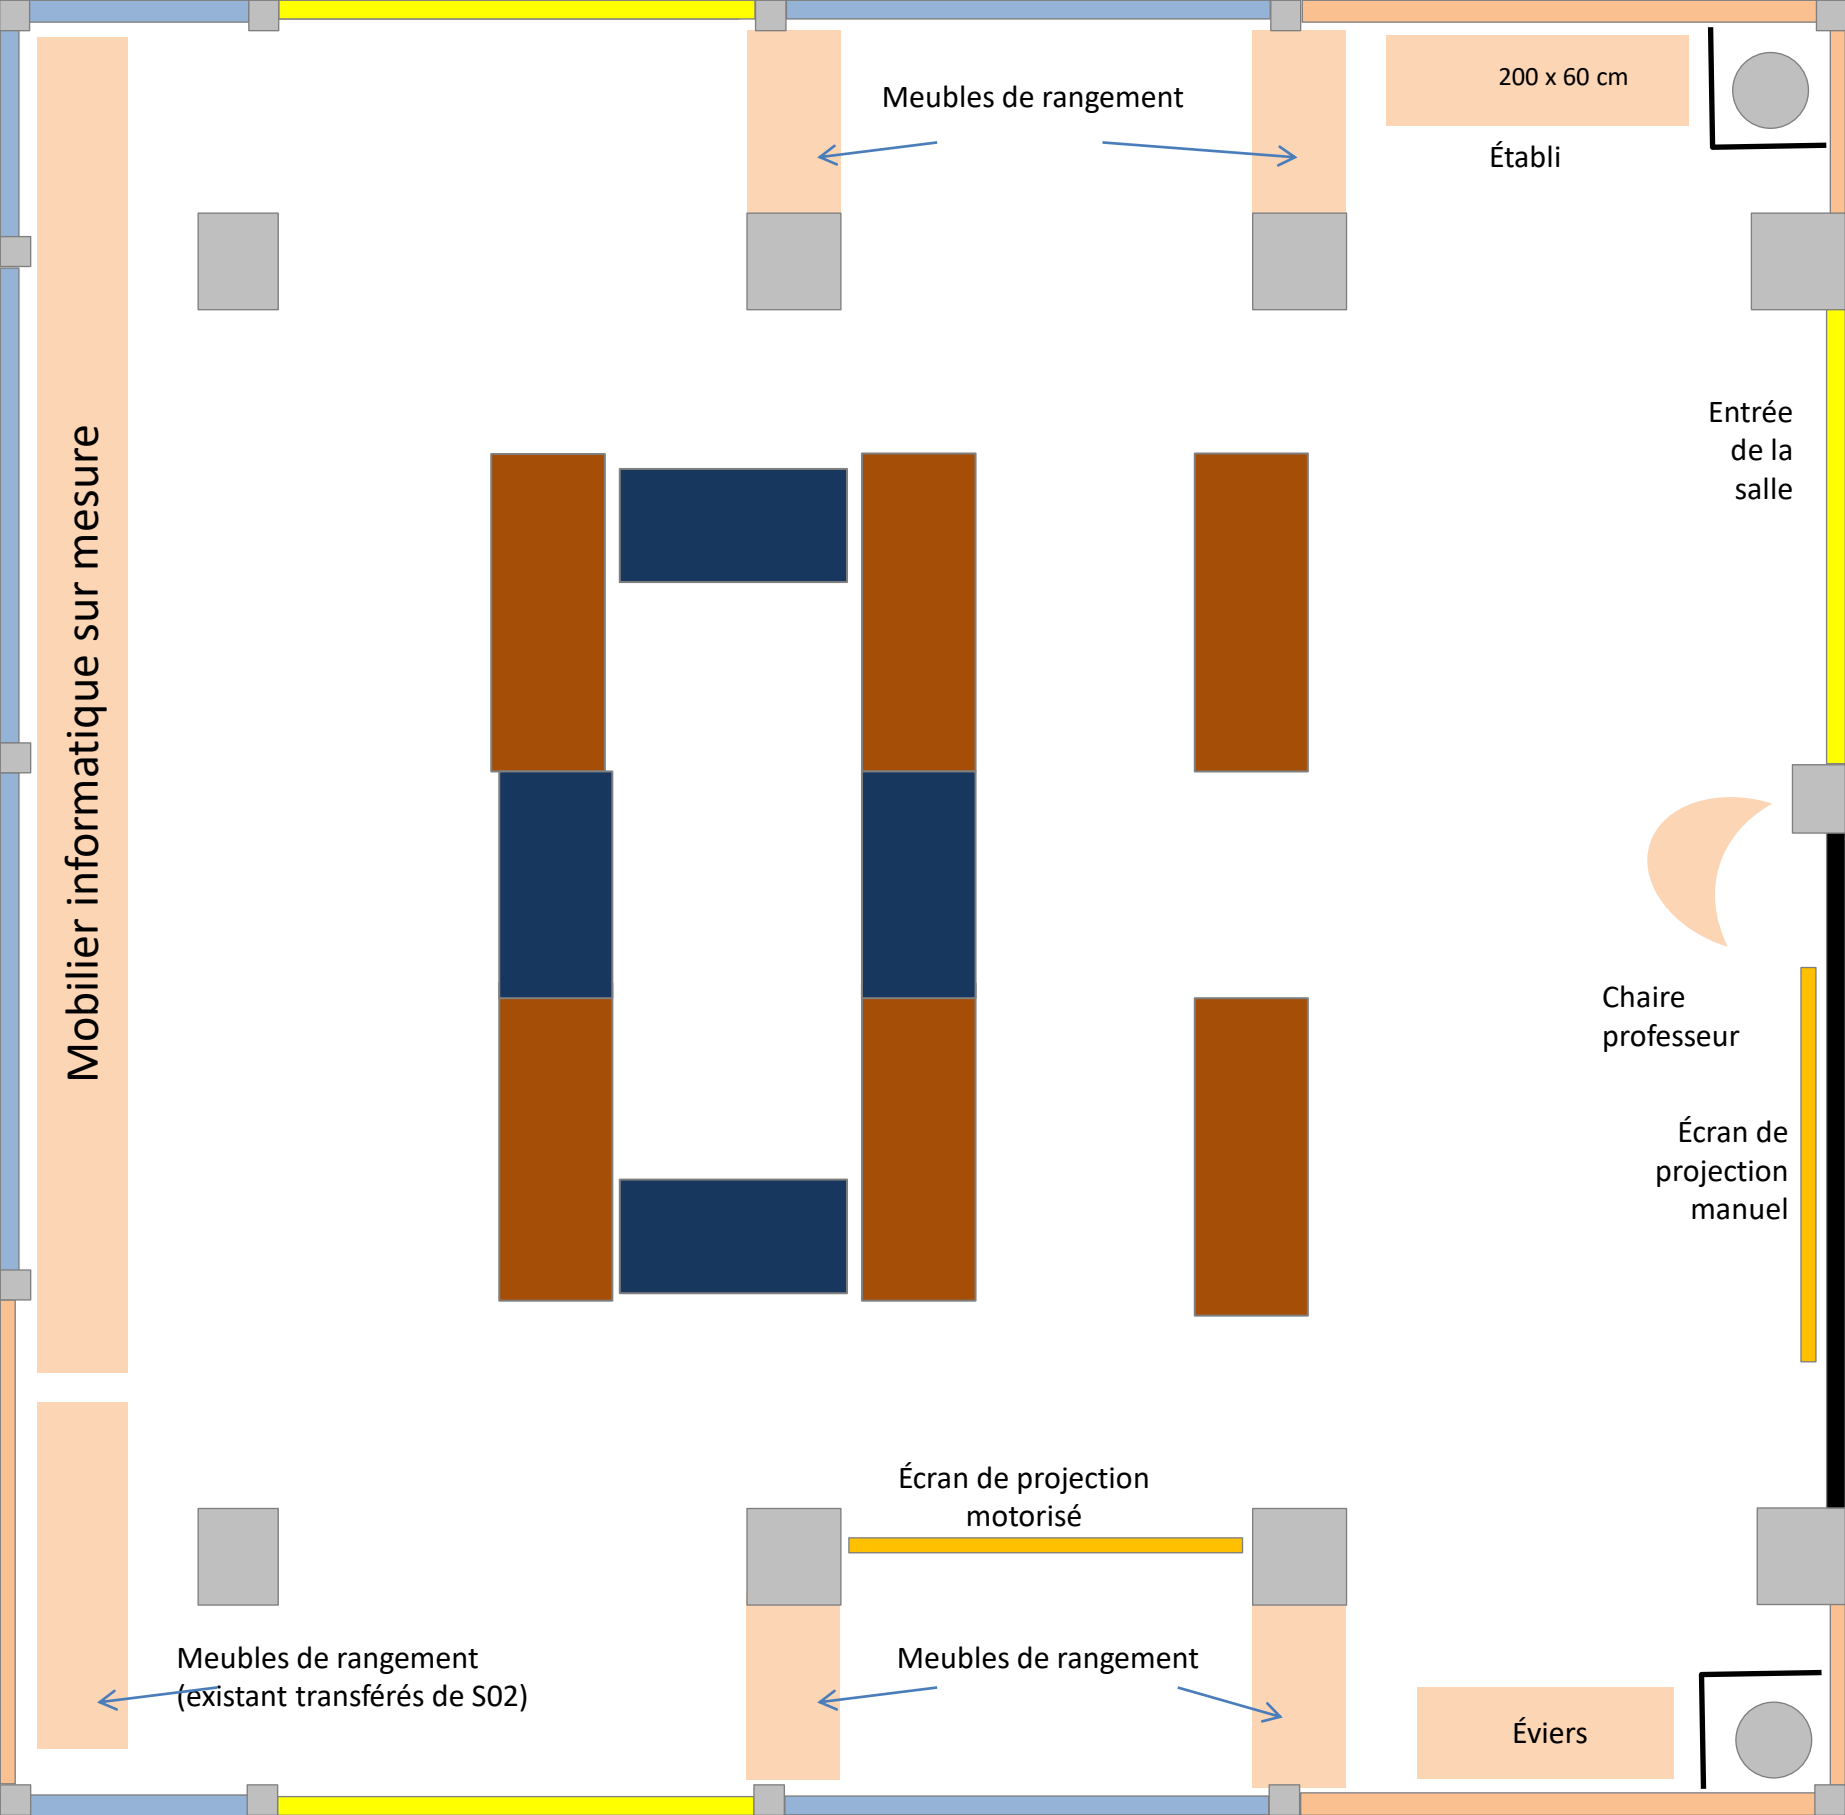 Meubles de rangement
200 x 60 cm
Établi
Entrée
de la
salle
Mobilier informatique sur mesure
Chaire
professeur
Écran de
projection
manuel
Écran de projection
motorisé
Meubles de rangement
(existant transférés de S02)
Meubles de rangement
Éviers